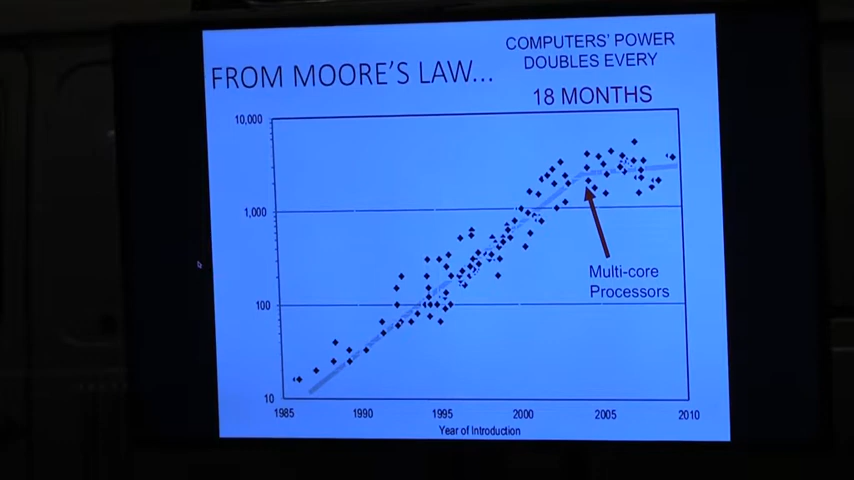 FROM MOORE'S LAW...
COMPUTERS' POWER
DOUBLES EVERY
18 MONTHS
10,000
1,000
100
10
Multi-core
Processors
1985 1990 1995 2000 2005 2010
Year of Introduction